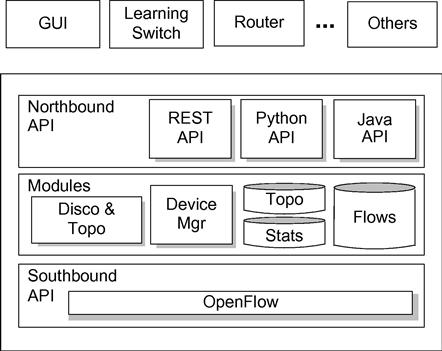 GUI
Learning
Switch
Router
...
Others
Northbound
API
REST
API
Python
API
Java
API
Modules
Disco &
Topo
Device
Mgr
Topo
Stats
Flows
Southbound
API
OpenFlow